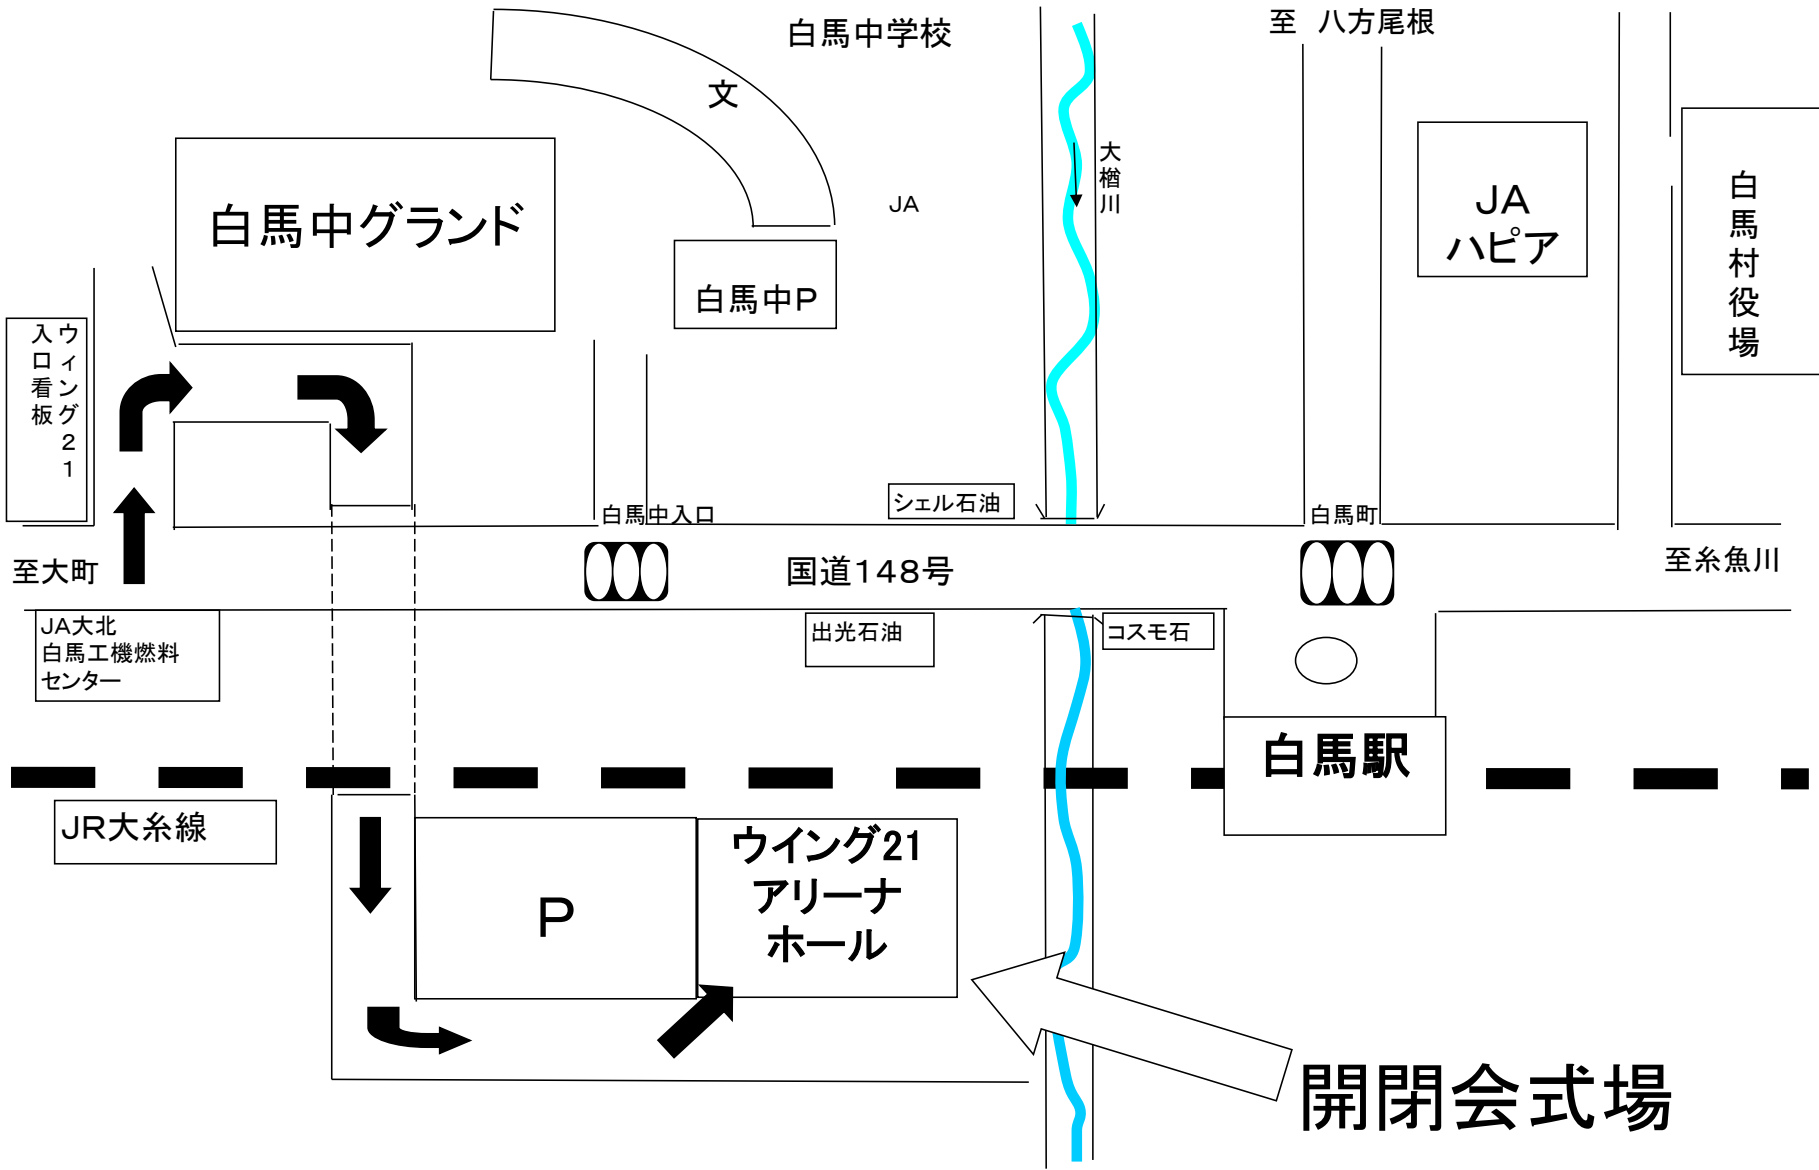 白馬中学校
至　八方尾根
文
大楢川
JA
白馬中グランド
JA
ハピア
白馬村役場
白馬中P
ウィング21
入口看板
シェル石油
白馬中入口
白馬町
至大町
国道148号
至糸魚川
JA大北
白馬工機燃料
センター
出光石油
コスモ石
白馬駅
JR大糸線
P
ウイング21
アリーナ
ホール
開閉会式場